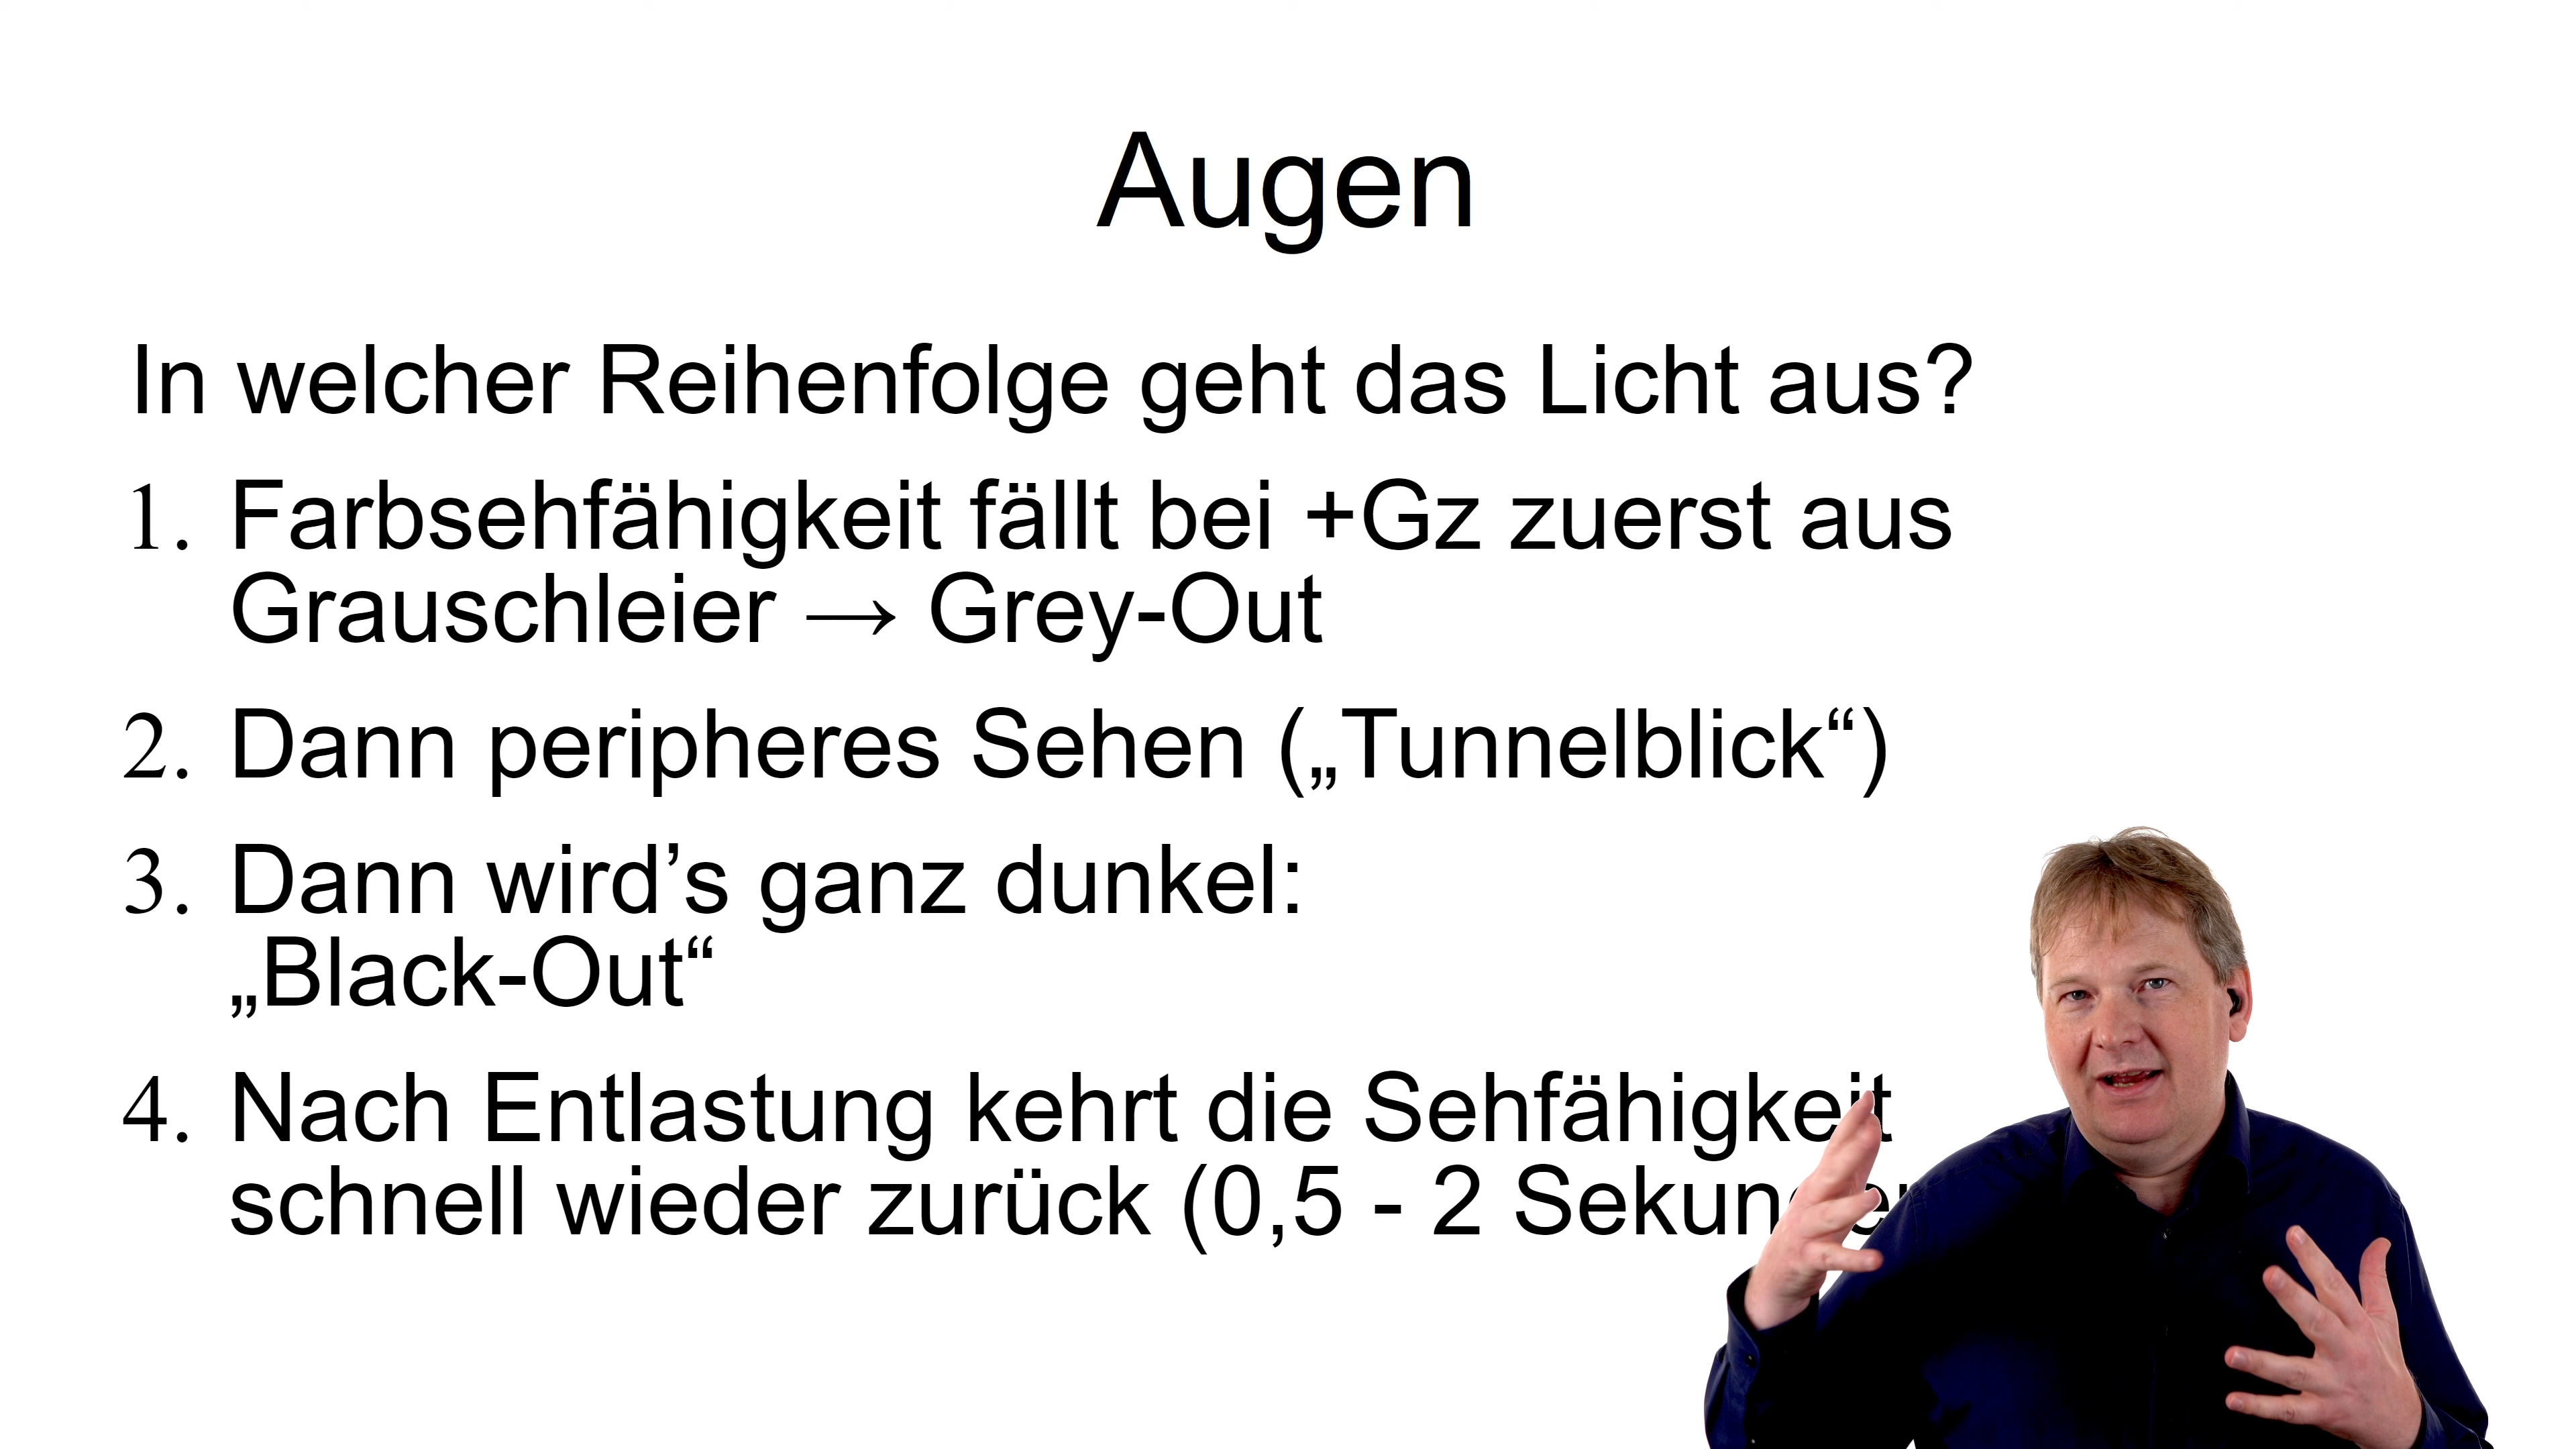 Augen
In welcher Reihenfolge geht das Licht aus?
1. Farbsehfähigkeit fällt bei +Gz zuerst aus
Grauschleier → Grey-Out
2. Dann peripheres Sehen („Tunnelblick“)
3. Dann wird’s ganz dunkel:
„Black-Out“
4. Nach Entlastung kehrt die Sehfähigkeit
schnell wieder zurück (0,5 - 2